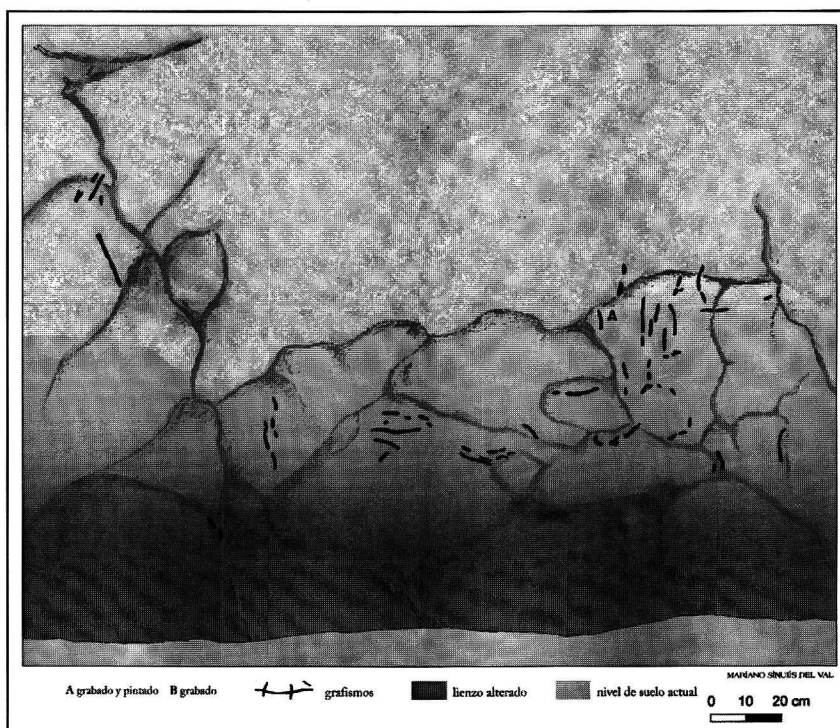 A
MARIANO SINUÉS DEL VAL
A grabado y pintado B grabado grafismos lienzo alterado nivel de suelo actual
0 10 20 cm